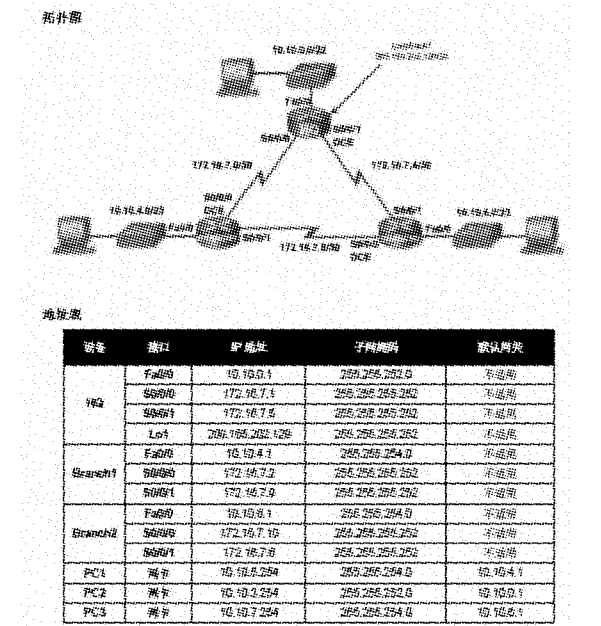 拓扑图
10.10.0.0/22
Fa0/0
S0/0/0
S0/0/1
DCE
172.16.7.0/30
172.16.7.4/30
S0/0/0
DCE
10.10.4.0/23
Fa0/0
S0/0/1
172.16.7.8/30
S0/0/1
S0/0/0
DCE
Fa0/0
10.10.6.0/23
地址表
设备 接口 IP 地址 子网掩码 默认网关
HQ
Fa0/0 10.10.0.1 255.255.252.0 不适用
S0/0/0 172.16.7.1 255.255.255.252 不适用
S0/0/1 172.16.7.5 255.255.255.252 不适用
Lo1 209.165.202.129 255.255.255.252 不适用
Branch1
Fa0/0 10.10.4.1 255.255.254.0 不适用
S0/0/0 172.16.7.2 255.255.255.252 不适用
S0/0/1 172.16.7.9 255.255.255.252 不适用
Branch2
Fa0/0 10.10.6.1 255.255.254.0 不适用
S0/0/0 172.16.7.10 255.255.255.252 不适用
S0/0/1 172.16.7.6 255.255.255.252 不适用
PC1 网卡 10.10.5.254 255.255.254.0 10.10.4.1
PC2 网卡 10.10.3.254 255.255.252.0 10.10.0.1
PC3 网卡 10.10.7.254 255.255.254.0 10.10.6.1